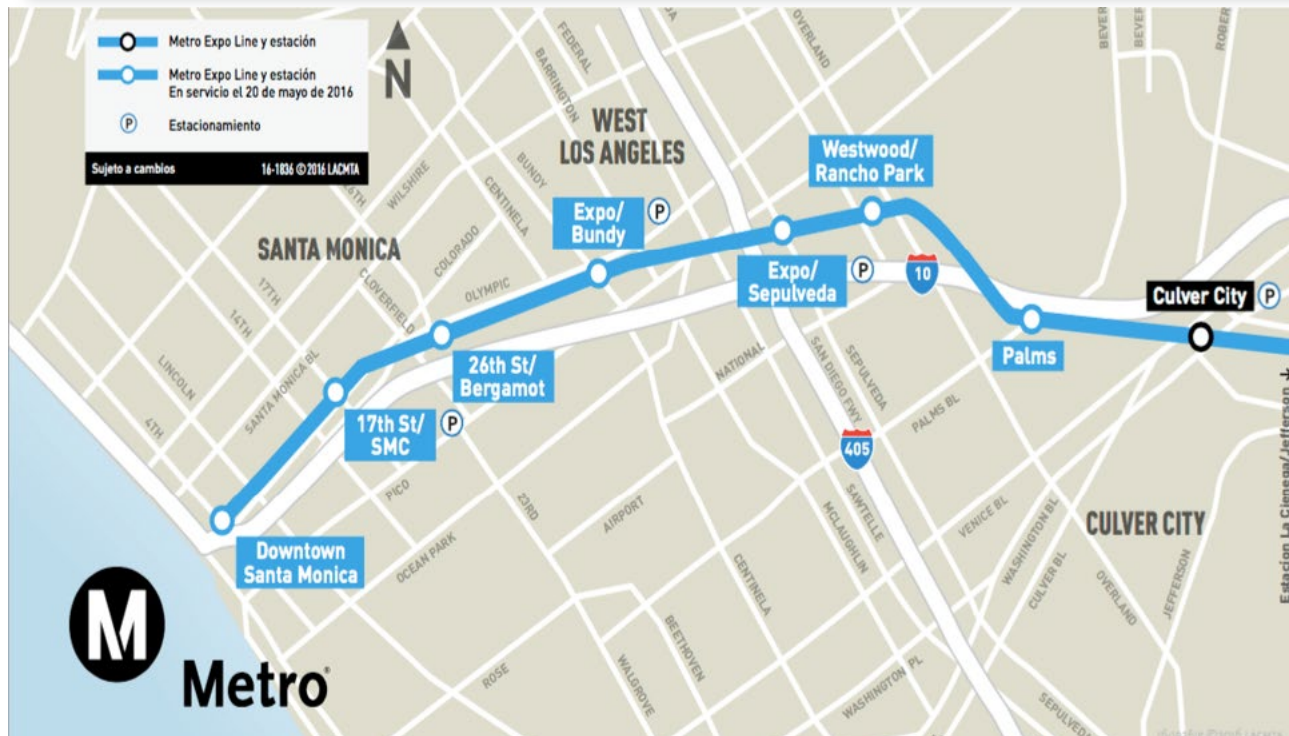 Metro Expo Line y estación
Metro Expo Line y estación
En servicio el 20 de mayo de 2016
P
Estacionamiento
Sujeto a cambios
16-1836 ©2016 LACMTA
N
FEDERAL
BARRINGTON
OVERLAND
WEST
LOS ANGELES
BUNDY
CENTINELA
26TH
WILSHIRE
COLORADO
SANTA MONICA
17TH
14TH
CLOVERFIELD
OLYMPIC
LINCOLN
SANTA MONICA BL
4TH
Westwood/
Rancho Park
Expo/
Bundy
P
Expo/
Sepulveda
P
10
Culver City
P
Palms
26th St/
Bergamot
17th St/
SMC
P
Downtown
Santa Monica
NATIONAL
SAN DIEGO FWY
SEPULVEDA
PALMS BL
405
PICO
OCEAN PARK
23RD
AIRPORT
MCLAUGHLIN
SAWTELLE
VENICE BL
WASHINGTON BL
CULVER BL
CULVER CITY
OVERLAND
JEFFERSON
CENTINELA
BEETHOVEN
WALGROVE
ROSE
WASHINGTON PL
SEPULVEDA
Estacion La Cienega/Jefferson
M
Metro